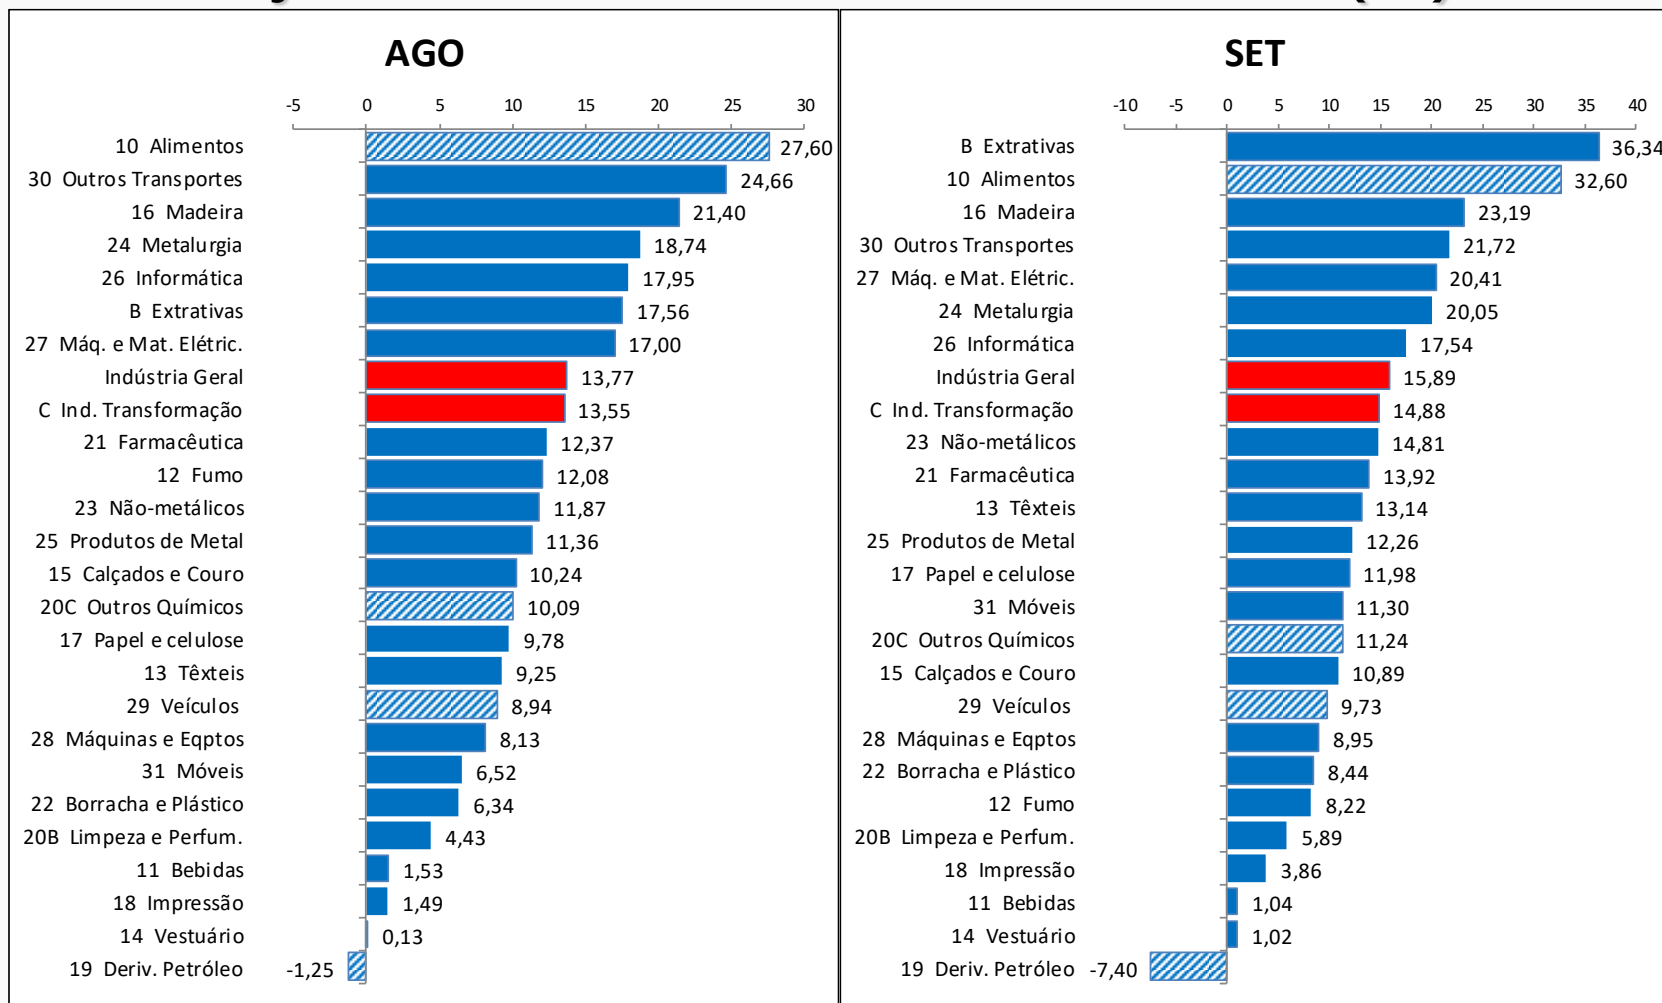 AGO
-5 0 5 10 15 20 25 30
10 Alimentos 27,60
30 Outros Transportes 24,66
16 Madeira 21,40
24 Metalurgia 18,74
26 Informática 17,95
B Extrativas 17,56
27 Máq. e Mat. Elétric. 17,00
Indústria Geral 13,77
C Ind. Transformação 13,55
21 Farmacêutica 12,37
12 Fumo 12,08
23 Não-metálicos 11,87
25 Produtos de Metal 11,36
15 Calçados e Couro 10,24
20C Outros Químicos 10,09
17 Papel e celulose 9,78
13 Têxteis 9,25
29 Veículos 8,94
28 Máquinas e Eqptos 8,13
31 Móveis 6,52
22 Borracha e Plástico 6,34
20B Limpeza e Perfum. 4,43
11 Bebidas 1,53
18 Impressão 1,49
14 Vestuário 0,13
19 Deriv. Petróleo -1,25
SET
-10 -5 0 5 10 15 20 25 30 35 40
B Extrativas 36,34
10 Alimentos 32,60
16 Madeira 23,19
30 Outros Transportes 21,72
27 Máq. e Mat. Elétric. 20,41
24 Metalurgia 20,05
26 Informática 17,54
Indústria Geral 15,89
C Ind. Transformação 14,88
23 Não-metálicos 14,81
21 Farmacêutica 13,92
13 Têxteis 13,14
25 Produtos de Metal 12,26
17 Papel e celulose 11,98
31 Móveis 11,30
20C Outros Químicos 11,24
15 Calçados e Couro 10,89
29 Veículos 9,73
28 Máquinas e Eqptos 8,95
22 Borracha e Plástico 8,44
12 Fumo 8,22
20B Limpeza e Perfum. 5,89
18 Impressão 3,86
11 Bebidas 1,04
14 Vestuário 1,02
19 Deriv. Petróleo -7,40